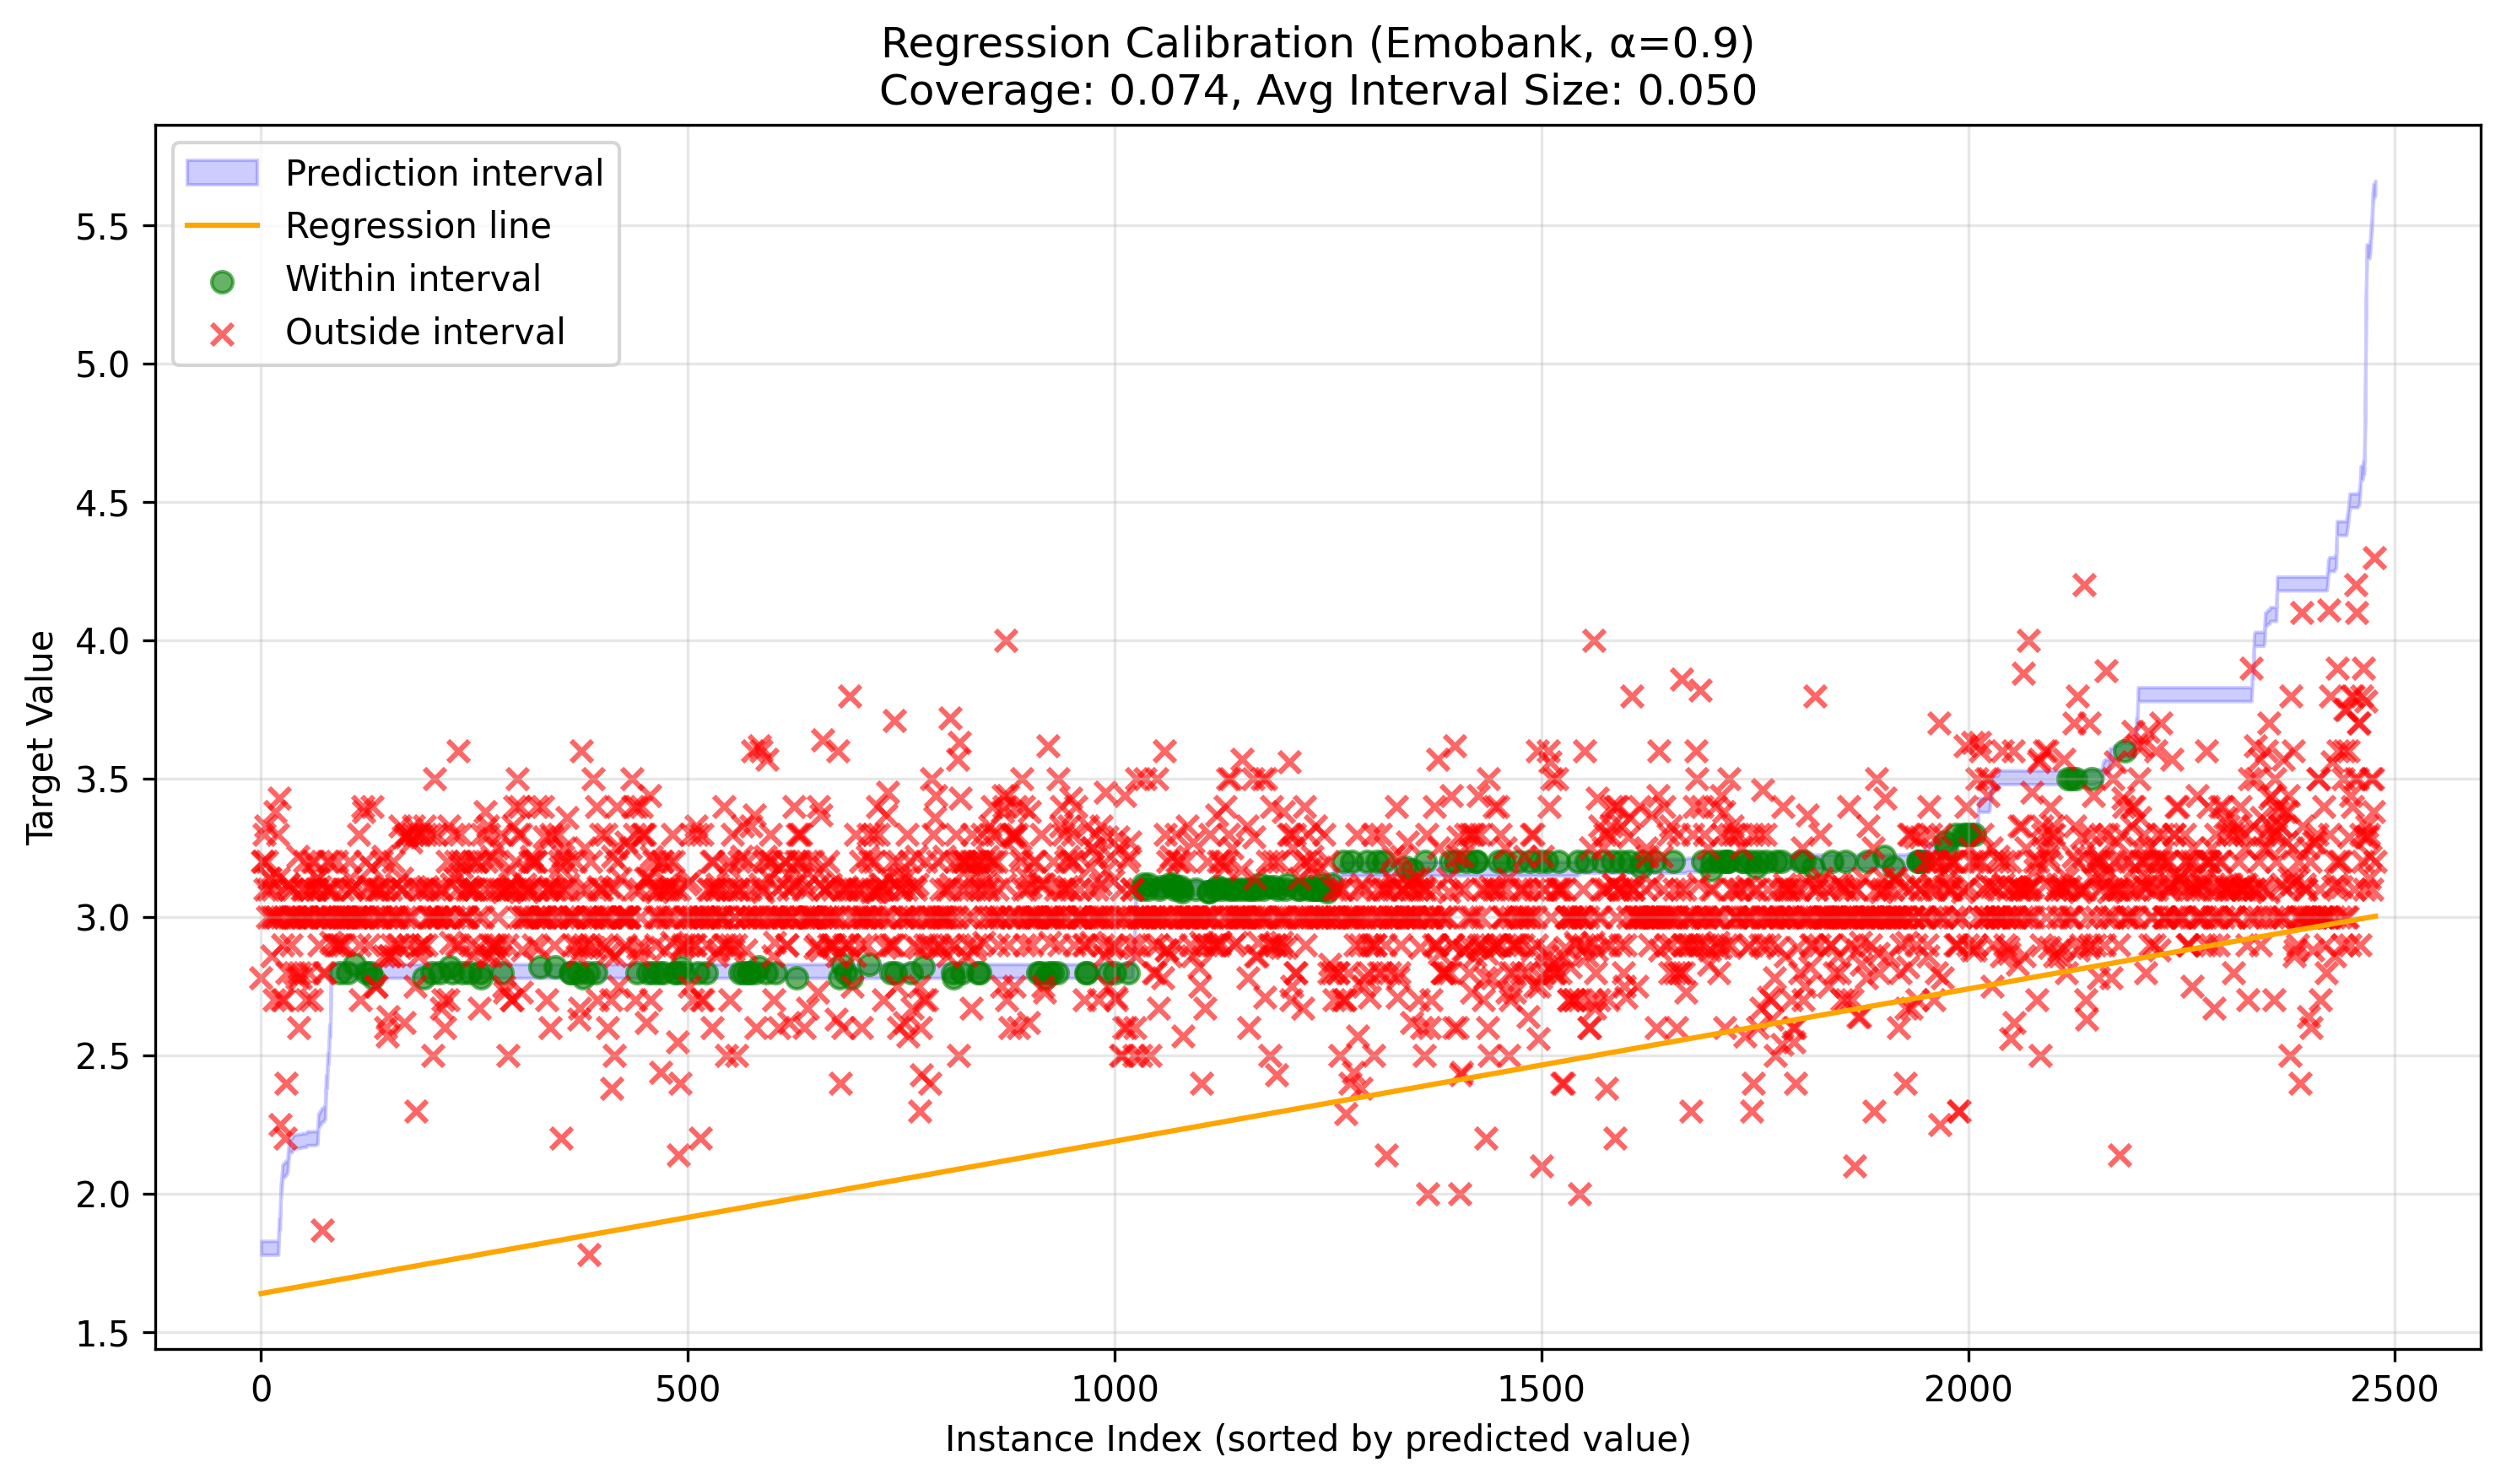 Regression Calibration (Emobank, α=0.9)
Coverage: 0.074, Avg Interval Size: 0.050
Prediction interval
Regression line
Within interval
Outside interval
Target Value
5.5
5.0
4.5
4.0
3.5
3.0
2.5
2.0
1.5
0
500
1000
1500
2000
2500
Instance Index (sorted by predicted value)